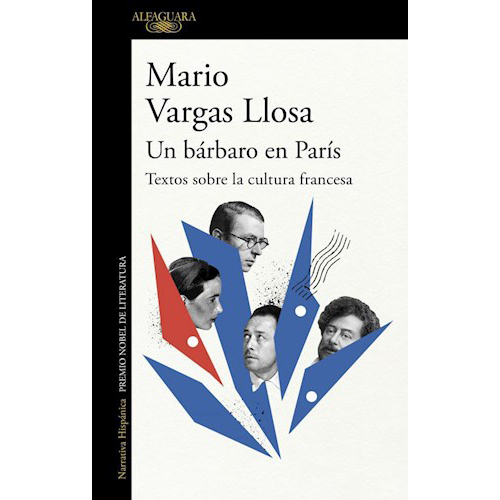 ALFAGUARA
Mario
Vargas Llosa
Un bárbaro en París
Textos sobre la cultura francesa
Narrativa Hispánica PREMIO NOBEL DE LITERATURA